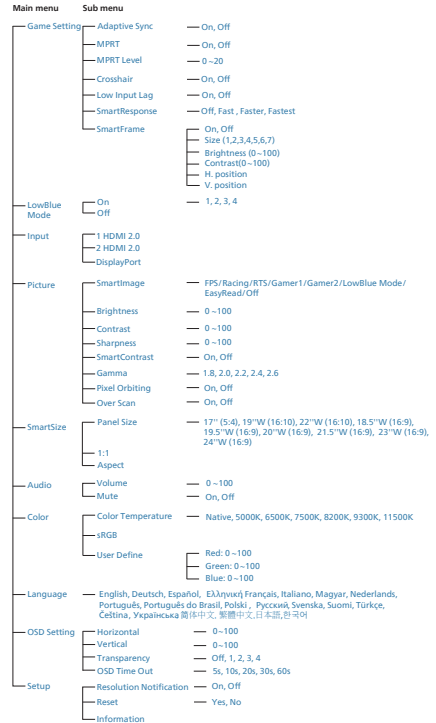 Main menu Sub menu
Game Setting Adaptive Sync On, Off
MPRT On, Off
MPRT Level 0~20
Crosshair On, Off
Low Input Lag On, Off
SmartResponse Off, Fast , Faster, Fastest
SmartFrame On, Off
Size (1,2,3,4,5,6,7)
Brightness (0~100)
Contrast(0~100)
H. position
V. position
LowBlue Mode On 1, 2, 3, 4
Off
Input 1 HDMI 2.0
2 HDMI 2.0
DisplayPort
Picture SmartImage FPS/Racing/RTS/Gamer1/Gamer2/LowBlue Mode/
EasyRead/Off
Brightness 0~100
Contrast 0~100
Sharpness 0~100
SmartContrast On, Off
Gamma 1.8, 2.0, 2.2, 2.4, 2.6
Pixel Orbiting On, Off
Over Scan On, Off
SmartSize Panel Size 17'' (5:4), 19''W (16:10), 22''W (16:10), 18.5''W (16:9),
19.5''W (16:9), 20''W (16:9), 21.5''W (16:9), 23''W (16:9),
24''W (16:9)
1:1
Aspect
Audio Volume 0~100
Mute On, Off
Color Color Temperature Native, 5000K, 6500K, 7500K, 8200K, 9300K, 11500K
sRGB
User Define Red: 0~100
Green: 0~100
Blue: 0~100
Language English, Deutsch, Español, Ελληνική Français, Italiano, Magyar, Nederlands,
Português, Português do Brasil, Polski , Русский, Svenska, Suomi, Türkçe,
Čeština, Українська 简体中文, 繁體中文,日本語,한국어
OSD Setting Horizontal 0~100
Vertical 0~100
Transparency Off, 1, 2, 3, 4
OSD Time Out 5s, 10s, 20s, 30s, 60s
Setup Resolution Notification On, Off
Reset Yes, No
Information